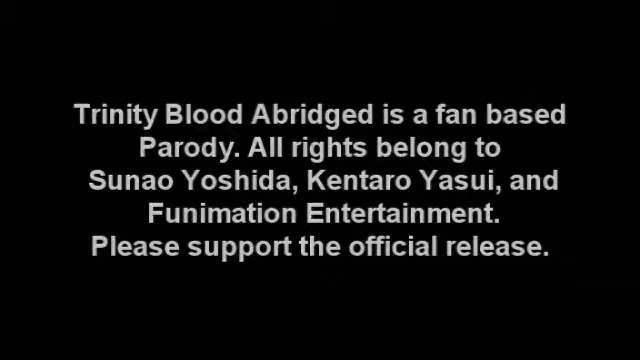 Trinity Blood Abridged is a fan based
Parody. All rights belong to
Sunao Yoshida, Kentaro Yasui, and
Funimation Entertainment.
Please support the official release.